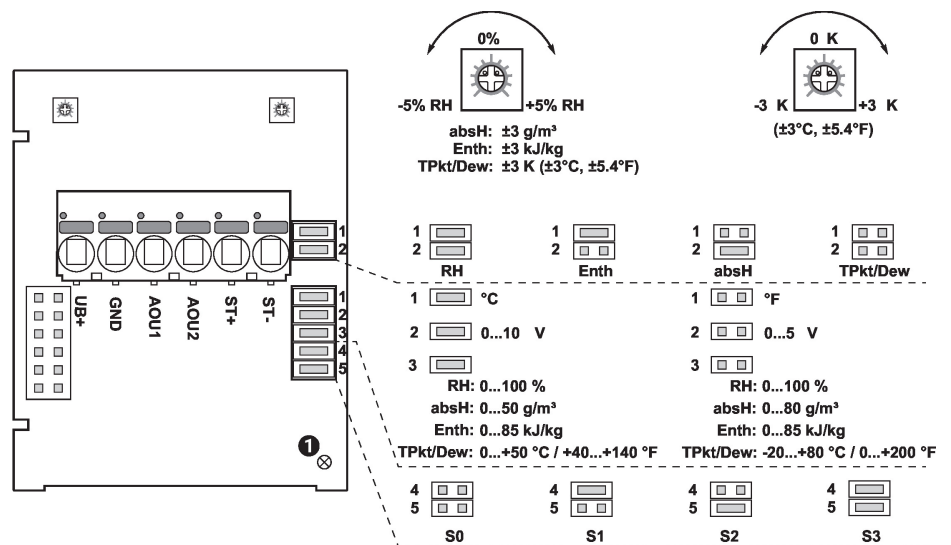 0%
-5% RH +5% RH
absH: ±3 g/m³
Enth: ±3 kJ/kg
TPkt/Dew: ±3 K (±3°C, ±5.4°F)
0 K
-3 K +3 K
(±3°C, ±5.4°F)
1
2
1
2
3
4
5
UB+
GND
AOU1
AOU2
ST+
ST-
1
1 2
RH
1
2
Enth
1
2
absH
1
2
TPkt/Dew
1 °C
2 0...10 V
3
RH: 0...100 %
absH: 0...50 g/m³
Enth: 0...85 kJ/kg
TPkt/Dew: 0...+50 °C / +40...+140 °F
1 °F
2 0...5 V
3
RH: 0...100 %
absH: 0...80 g/m³
Enth: 0...85 kJ/kg
TPkt/Dew: -20...+80 °C / 0...+200 °F
4
5
S0
4
5
S1
4
5
S2
4
5
S3